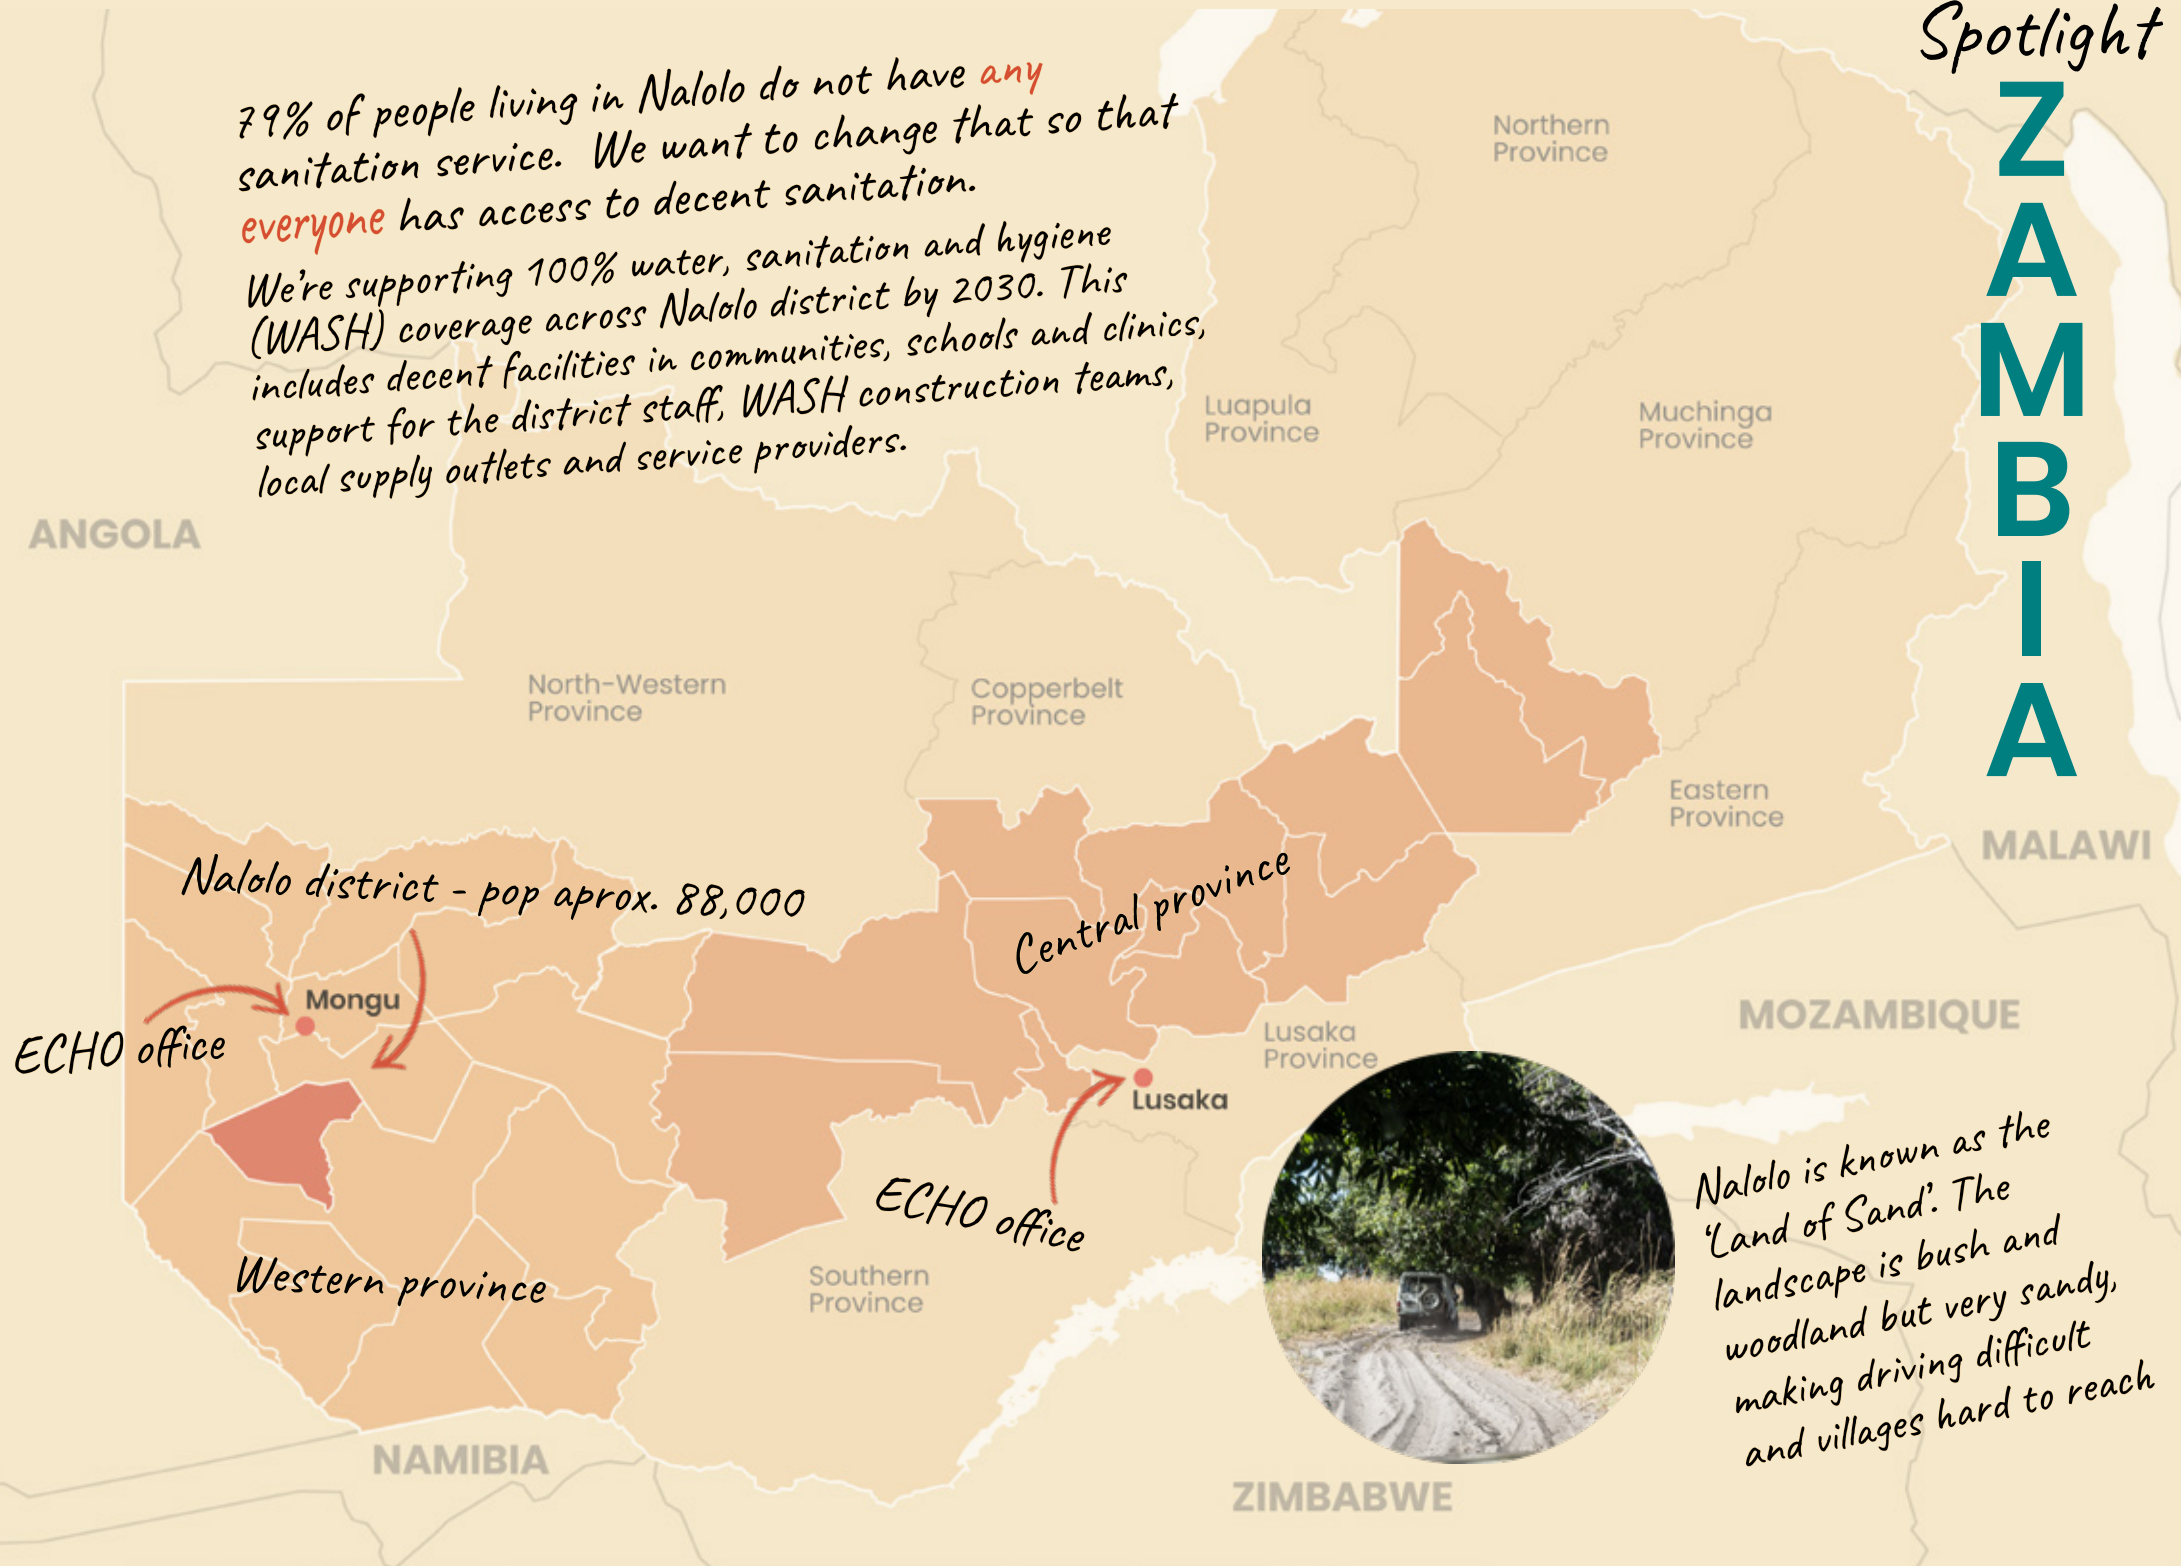 Spotlight
ZAMBIA
79% of people living in Nalolo do not have any
sanitation service. We want to change that so that
everyone has access to decent sanitation.
We're supporting 100% water, sanitation and hygiene
(WASH) coverage across Nalolo district by 2030. This
includes decent facilities in communities, schools and clinics,
support for the district staff, WASH construction teams,
local supply outlets and service providers.
Northern
Province
Luapula
Province
Muchinga
Province
ANGOLA
North-Western
Province
Copperbelt
Province
Eastern
Province
MALAWI
Nalolo district - pop aprox. 88,000
Central province
Mongu
ECHO office
MOZAMBIQUE
Lusaka
Province
Lusaka
ECHO office
Western province
Southern
Province
Nalolo is known as the
'Land of Sand'. The
landscape is bush and
woodland but very sandy,
making driving difficult
and villages hard to reach
NAMIBIA
ZIMBABWE